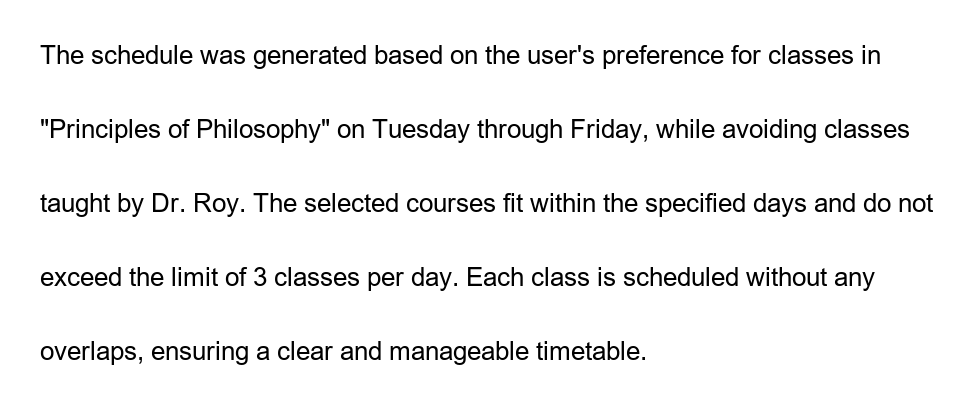 The schedule was generated based on the user's preference for classes in
"Principles of Philosophy" on Tuesday through Friday, while avoiding classes
taught by Dr. Roy. The selected courses fit within the specified days and do not
exceed the limit of 3 classes per day. Each class is scheduled without any
overlaps, ensuring a clear and manageable timetable.